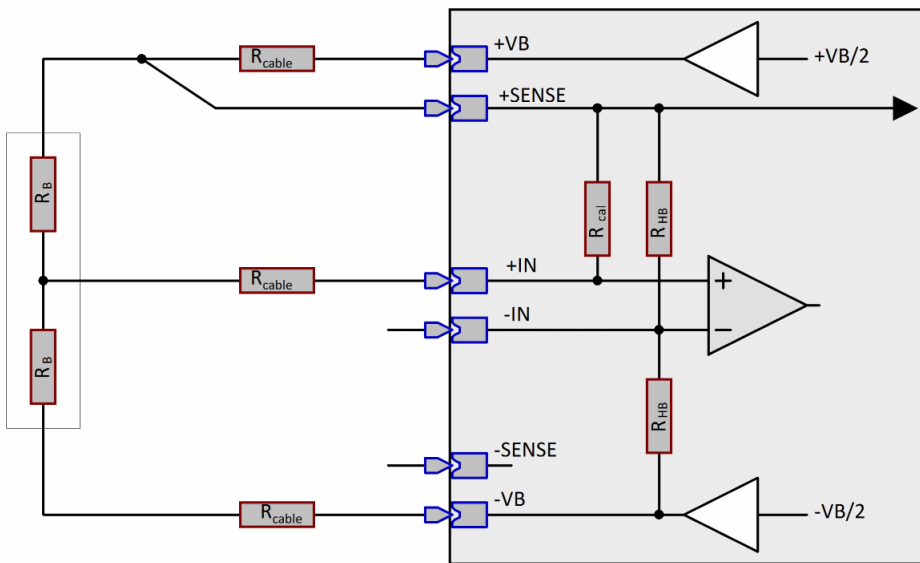 Rcable
+VB
+VB/2
+SENSE
RB
Rcal
RHB
Rcable
+IN
+
-IN
−
RB
RHB
-SENSE
Rcable
-VB
-VB/2